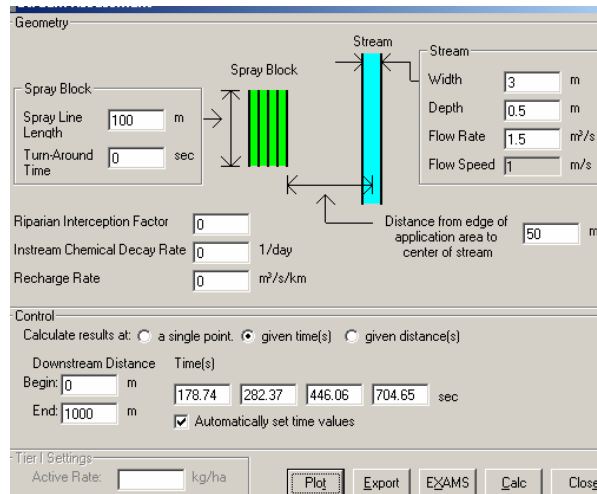 Geometry
Stream
Spray Block
Stream
Width 3 m
Depth 0.5 m
Flow Rate 1.5 m³/s
Flow Speed 1 m/s
Spray Block
Spray Line Length 100 m
Turn-Around Time 0 sec
Riparian Interception Factor 0
Instream Chemical Decay Rate 0 1/day
Recharge Rate 0 m³/s/km
Distance from edge of application area to center of stream 50 m
Control
Calculate results at: a single point. given time(s) given distance(s)
Downstream Distance Time(s)
Begin: 0 m
178.74 282.37 446.06 704.65 sec
End: 1000 m
Automatically set time values
Tier I Settings
Active Rate: kg/ha
Plot Export EXAMS Calc Close